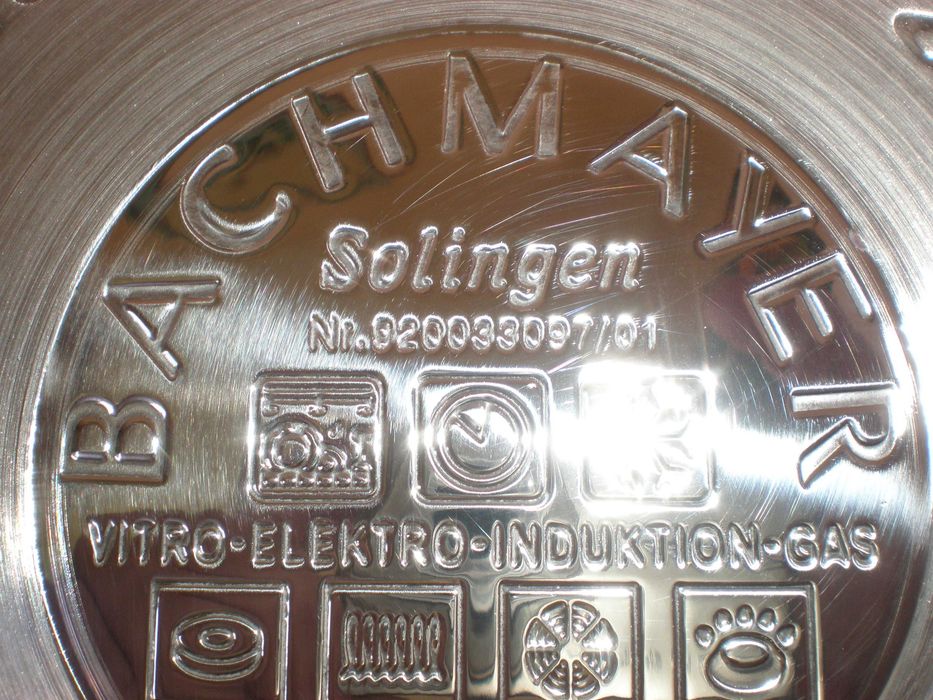 BACHMAYER
Solingen
Nr.920033097/01
VITRO-ELEKTRO-INDUKTION-GAS